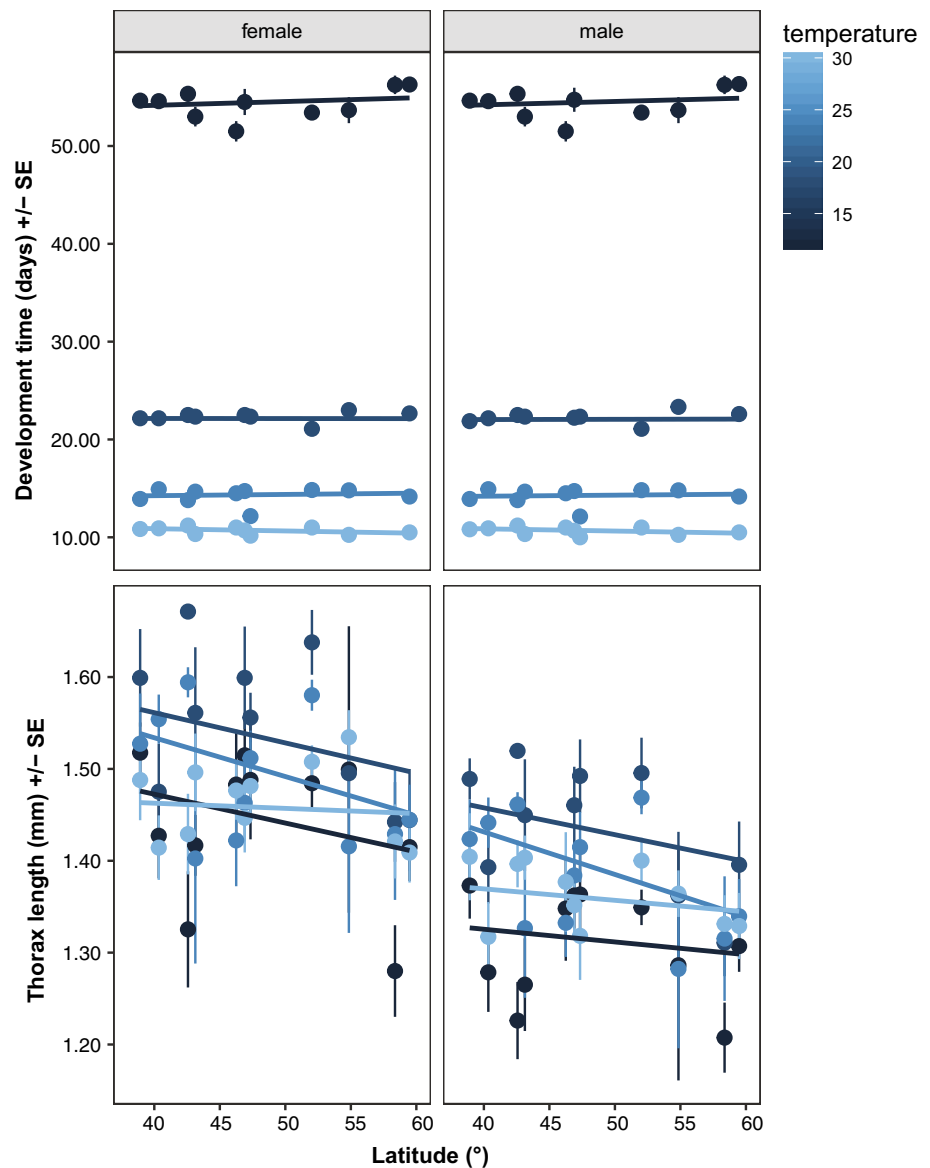 female
male
temperature
30
25
20
15
Development time (days) +/− SE
50.00
40.00
30.00
20.00
10.00
Thorax length (mm) +/− SE
1.60
1.50
1.40
1.30
1.20
40 45 50 55 60
40 45 50 55 60
Latitude (°)